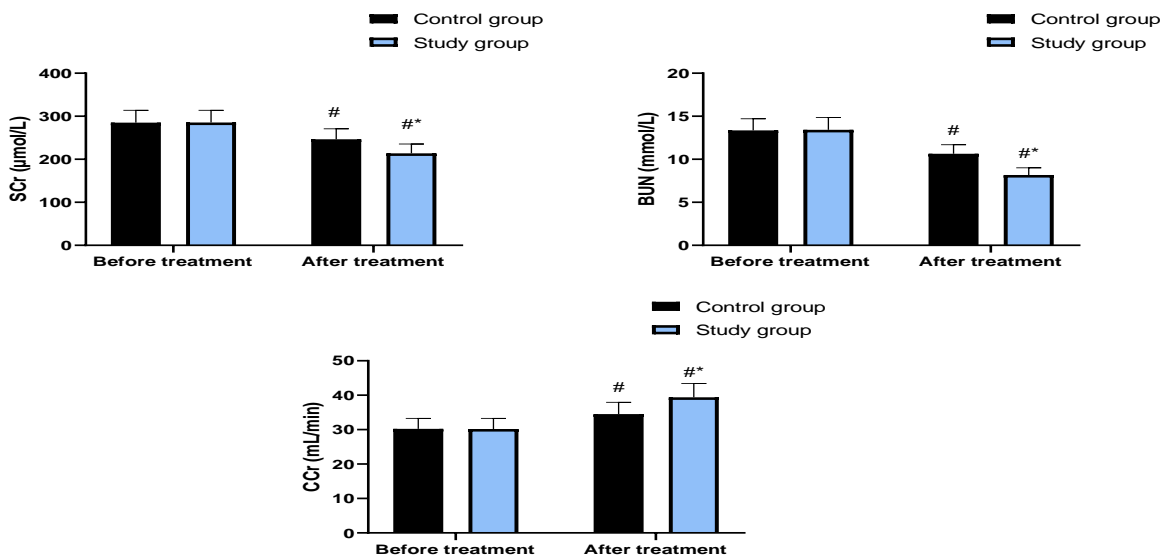 Control group
Study group
SCr (μmol/L)
400
300
200
100
0
#
#*
Before treatment
After treatment
Control group
Study group
BUN (mmol/L)
20
15
10
5
0
#
#*
Before treatment
After treatment
Control group
Study group
CCr (mL/min)
50
40
30
20
10
0
#
#*
Before treatment
After treatment